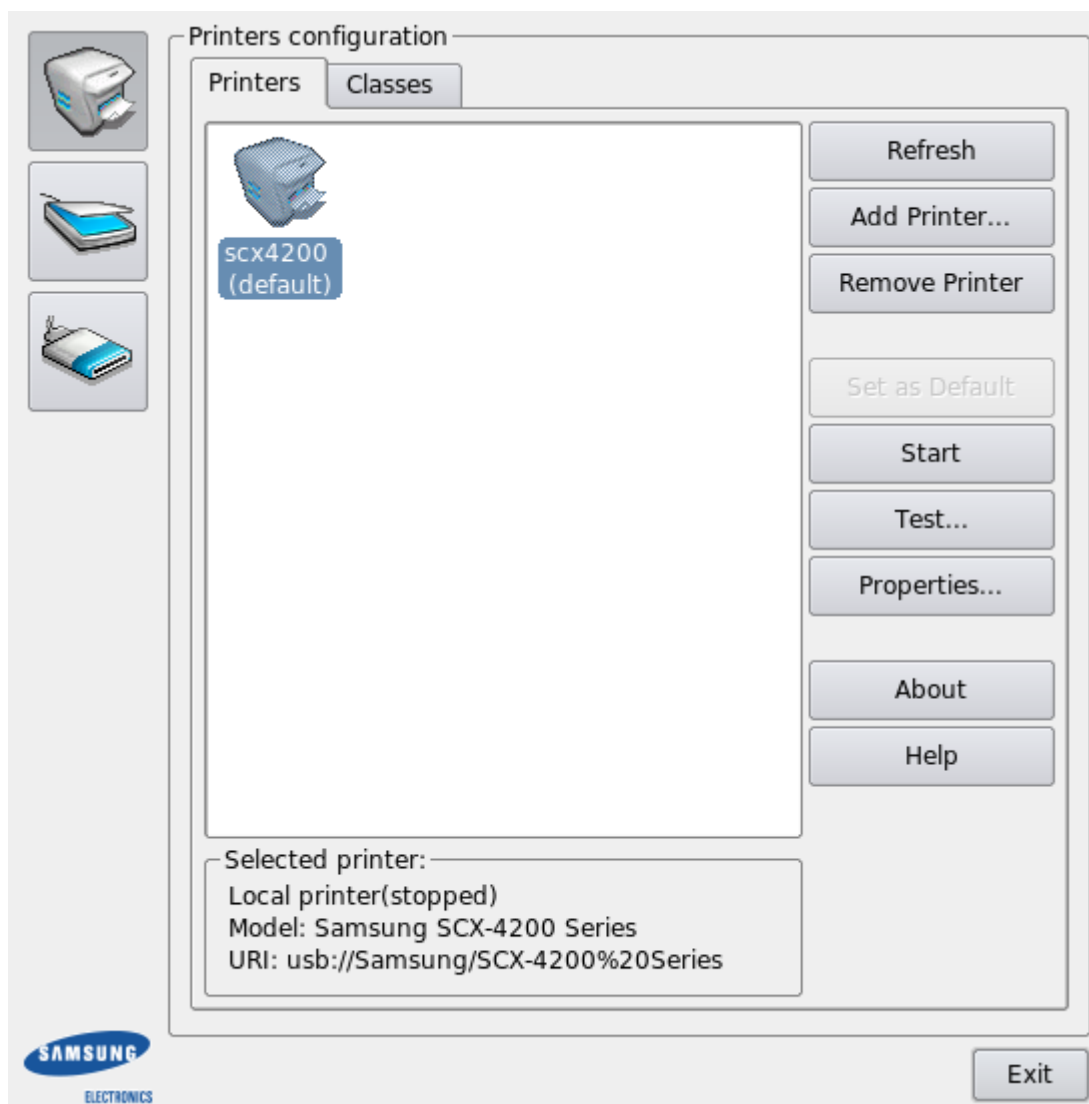 Printers configuration
Printers
Classes
scx4200
(default)
Refresh
Add Printer...
Remove Printer
Set as Default
Start
Test...
Properties...
About
Help
Selected printer:
Local printer(stopped)
Model: Samsung SCX-4200 Series
URI: usb://Samsung/SCX-4200%20Series
SAMSUNG
ELECTRONICS
Exit